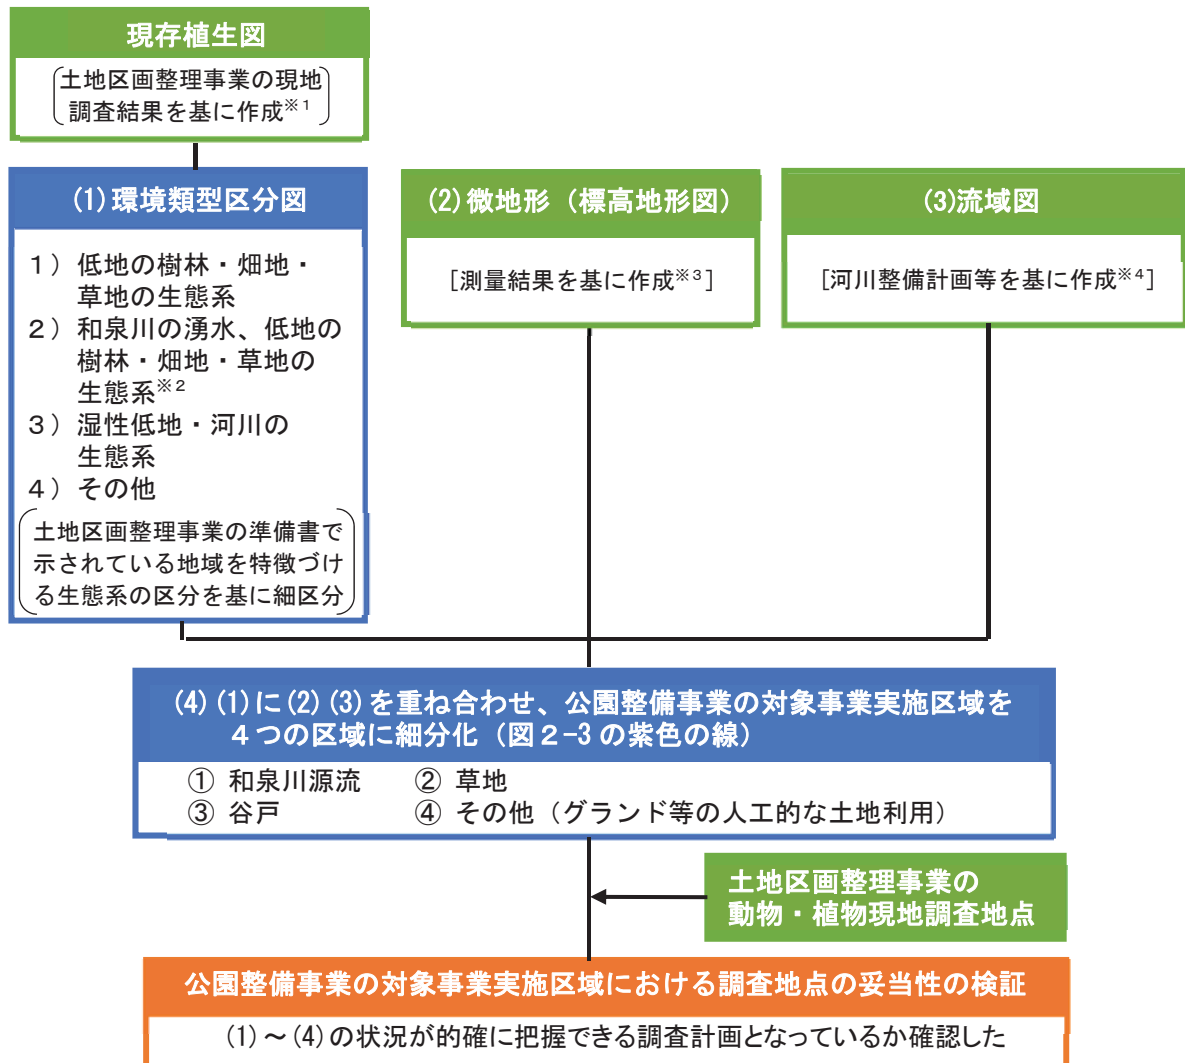 現存植生図
土地区画整理事業の現地
調査結果を基に作成※1
(1)環境類型区分図
1）低地の樹林・畑地・
草地の生態系
2）和泉川の湧水、低地の
樹林・畑地・草地の
生態系※2
3）湿性低地・河川の
生態系
4）その他
土地区画整理事業の準備書で
示されている地域を特徴づけ
る生態系の区分を基に細区分
(2)微地形（標高地形図）
[測量結果を基に作成※3]
(3)流域図
[河川整備計画等を基に作成※4]
(4)(1)に(2)(3)を重ね合わせ、公園整備事業の対象事業実施区域を
4つの区域に細分化（図2-3の紫色の線）
① 和泉川源流　② 草地
③ 谷戸　④ その他（グランド等の人工的な土地利用）
土地区画整理事業の
動物・植物現地調査地点
公園整備事業の対象事業実施区域における調査地点の妥当性の検証
(1)～(4)の状況が的確に把握できる調査計画となっているか確認した